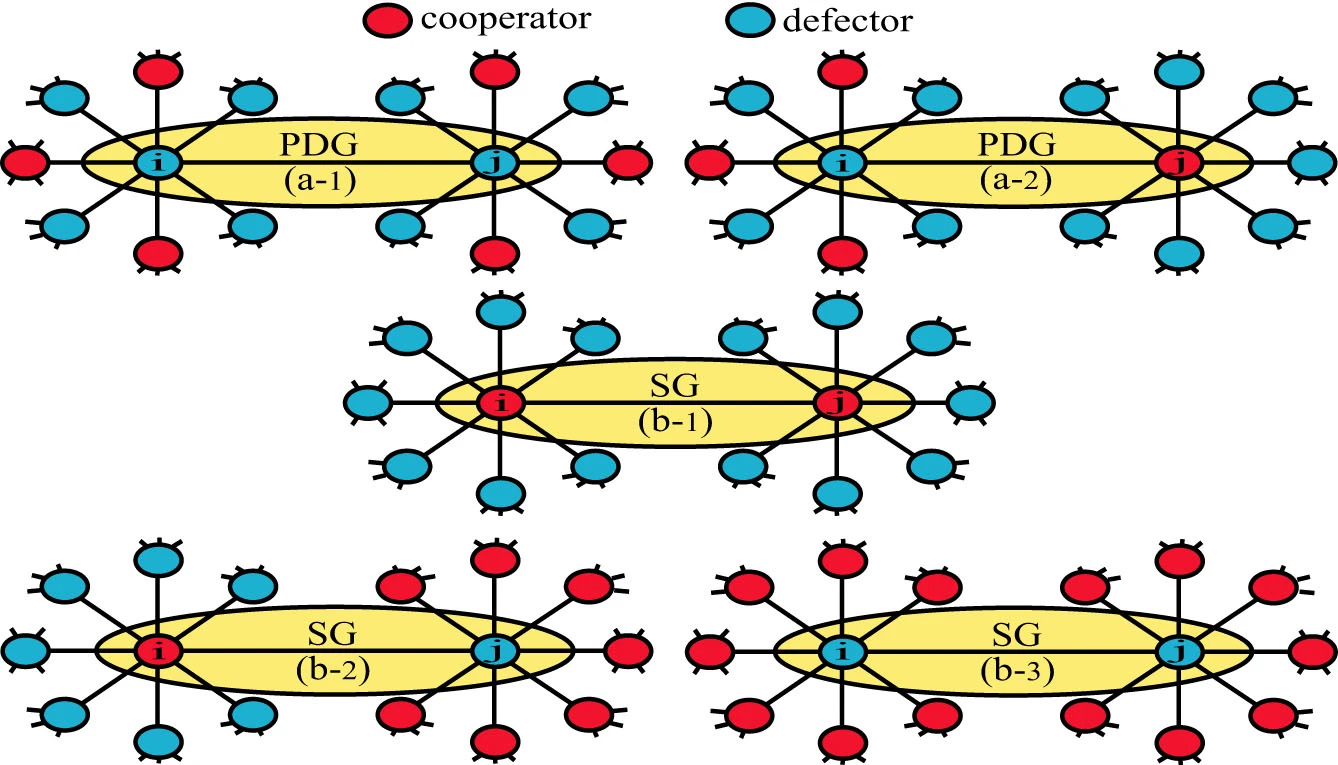 cooperator defector
PDG PDG
i j i j
(a-1) (a-2)
SG
i j
(b-1)
SG SG
i j i j
(b-2) (b-3)